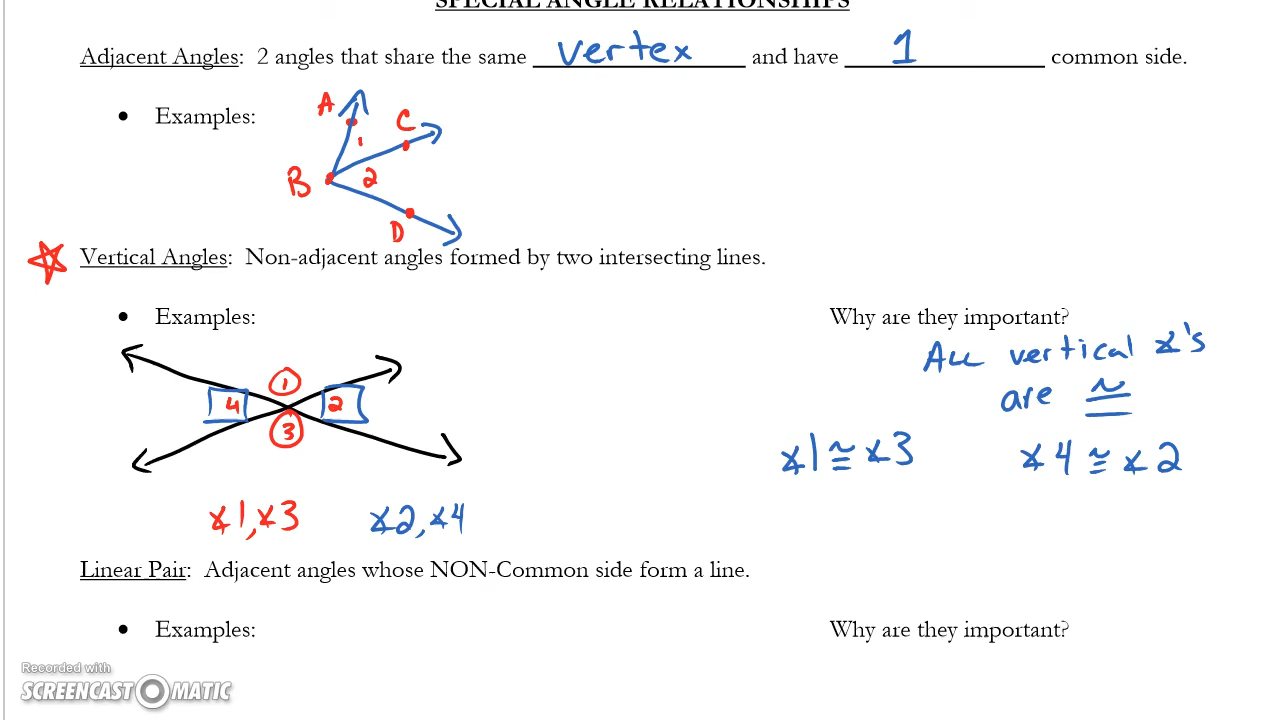 SPECIAL ANGLE RELATIONSHIPS
Adjacent Angles: 2 angles that share the same vertex and have 1 common side.
• Examples:
A
C
1
B
2
D
Vertical Angles: Non-adjacent angles formed by two intersecting lines.
• Examples: Why are they important?
ALL vertical ∡'s
are ≅
1
4 2
3
∡1 ≅ ∡3 ∡4 ≅ ∡2
∡1, ∡3 ∡2, ∡4
Linear Pair: Adjacent angles whose NON-Common side form a line.
• Examples: Why are they important?
Recorded with
SCREENCAST O MATIC